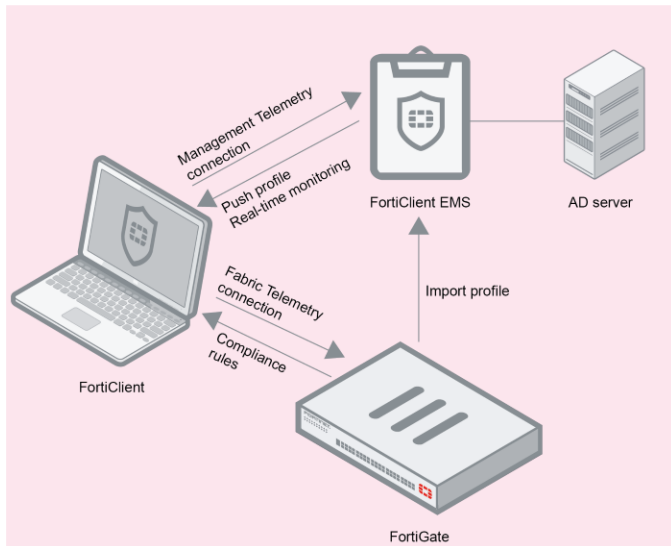 Management Telemetry
connection
Push profile
Real-time monitoring
FortiClient EMS
AD server
Fabric Telemetry
connection
Import profile
Compliance
rules
FortiClient
FortiGate